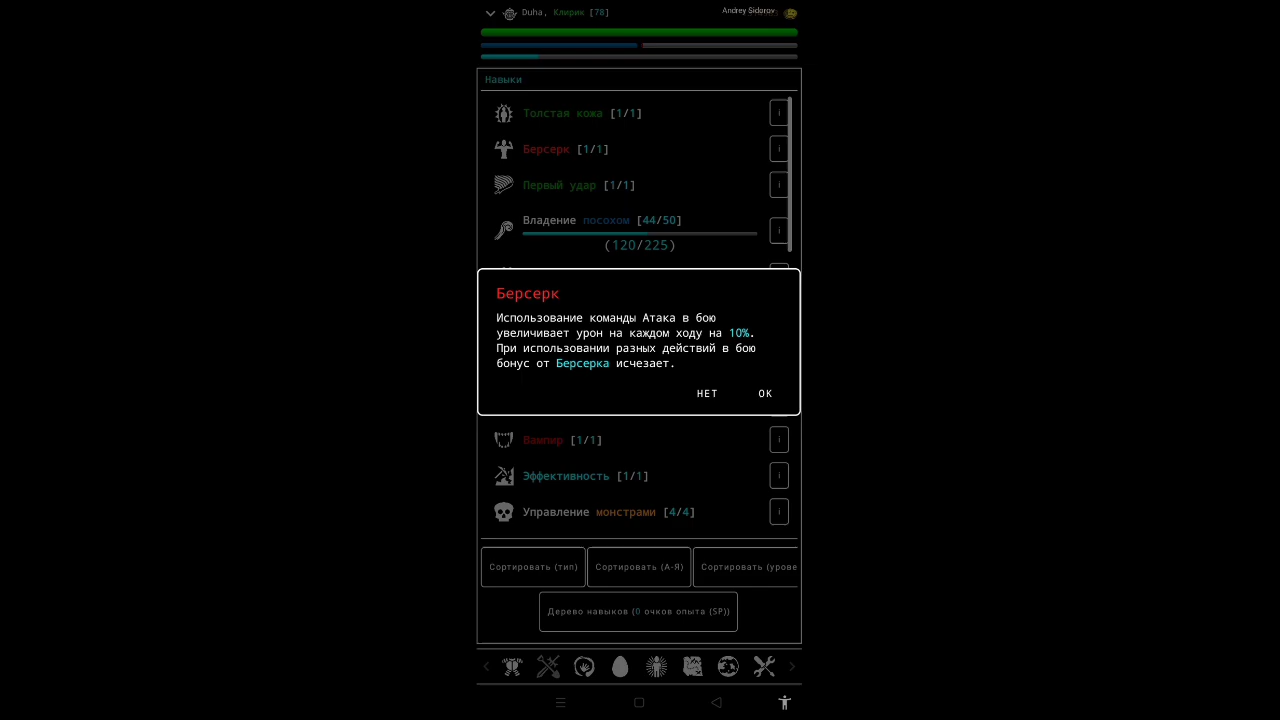 Duha, Клирик [78]
Andrey Sidorov
Навыки
Толстая кожа [1/1]
i
Берсерк [1/1]
i
Первый удар [1/1]
i
Владение посохом [44/50]
i
(120/225)
Берсерк
Использование команды Атака в бою
увеличивает урон на каждом ходу на 10%.
При использовании разных действий в бою
бонус от Берсерка исчезает.
НЕТ
OK
Вампир [1/1]
i
Эффективность [1/1]
i
Управление монстрами [4/4]
i
Сортировать (тип)
Сортировать (А-Я)
Сортировать (урове
Дерево навыков (0 очков опыта (SP))